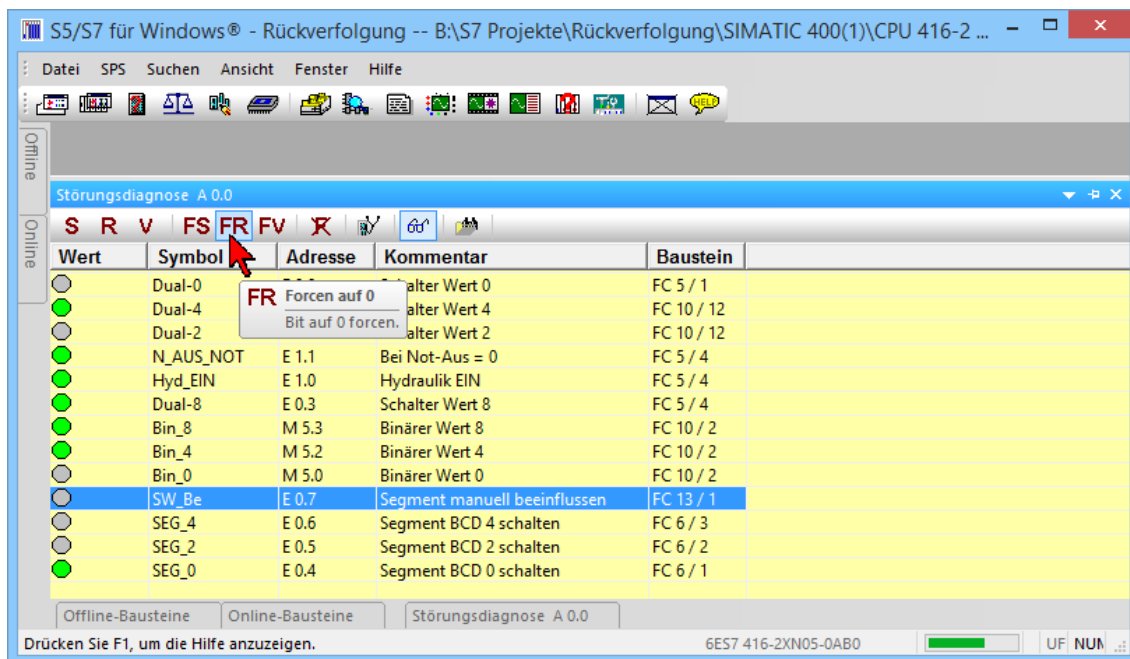 S5/S7 für Windows® - Rückverfolgung -- B:\S7 Projekte\Rückverfolgung\SIMATIC 400(1)\CPU 416-2 ...
Datei SPS Suchen Ansicht Fenster Hilfe
HELP
Offline
Online
Störungsdiagnose A 0.0
S R V FS FR FV F
Wert Symbol Adresse Kommentar Baustein
Dual-0 Schalter Wert 0 FC 5 / 1
Dual-4 alter Wert 4 FC 10 / 12
Dual-2 alter Wert 2 FC 10 / 12
FR Forcen auf 0
Bit auf 0 forcen.
N_AUS_NOT E 1.1 Bei Not-Aus = 0 FC 5 / 4
Hyd_EIN E 1.0 Hydraulik EIN FC 5 / 4
Dual-8 E 0.3 Schalter Wert 8 FC 5 / 4
Bin_8 M 5.3 Binärer Wert 8 FC 10 / 2
Bin_4 M 5.2 Binärer Wert 4 FC 10 / 2
Bin_0 M 5.0 Binärer Wert 0 FC 10 / 2
SW_Be E 0.7 Segment manuell beeinflussen FC 13 / 1
SEG_4 E 0.6 Segment BCD 4 schalten FC 6 / 3
SEG_2 E 0.5 Segment BCD 2 schalten FC 6 / 2
SEG_0 E 0.4 Segment BCD 0 schalten FC 6 / 1
Offline-Bausteine Online-Bausteine Störungsdiagnose A 0.0
Drücken Sie F1, um die Hilfe anzuzeigen. 6ES7 416-2XN05-0AB0 UF NUM